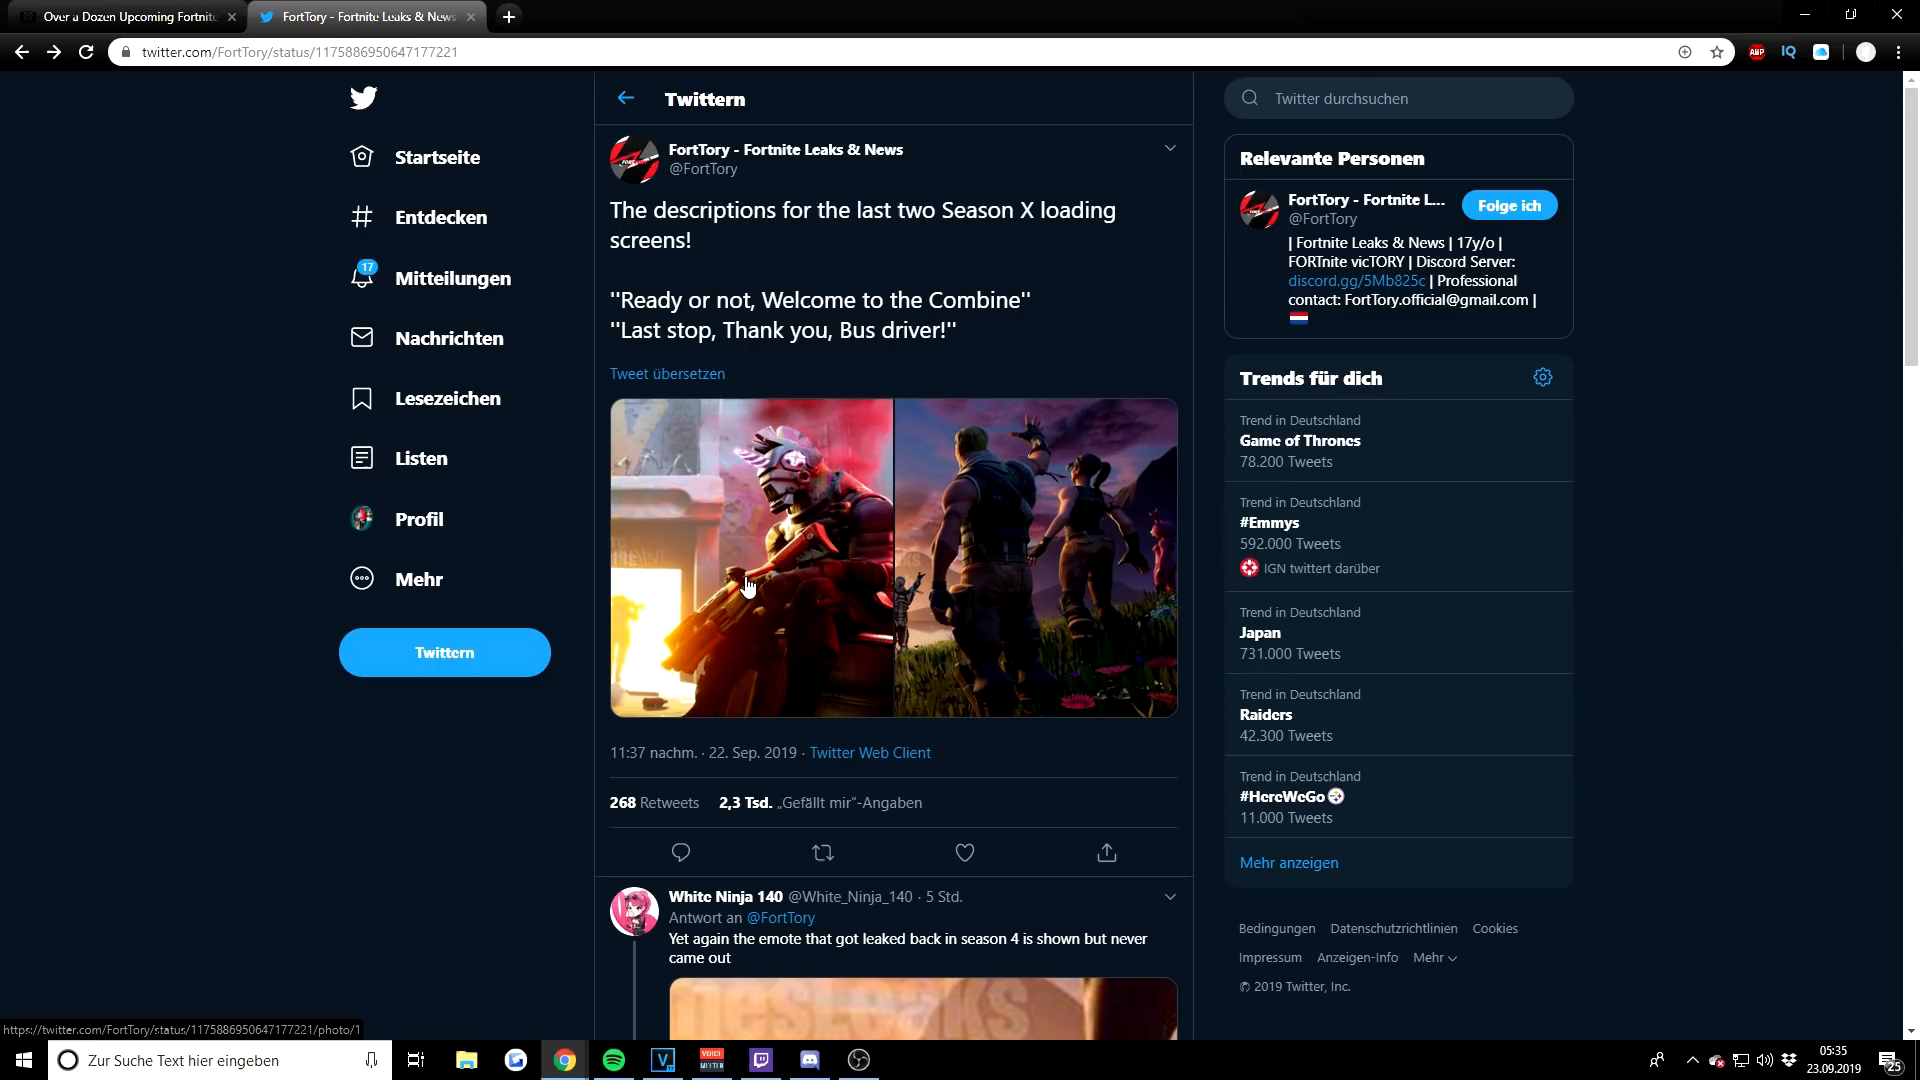 Over a Dozen Upcoming Fortnite
FortTory - Fortnite Leaks & News
twitter.com/FortTory/status/1175886950647177221
ABP
IQ
Startseite
Entdecken
17
Mitteilungen
Nachrichten
Lesezeichen
Listen
Profil
Mehr
Twittern
Twittern
FortTory - Fortnite Leaks & News
@FortTory
The descriptions for the last two Season X loading
screens!
''Ready or not, Welcome to the Combine''
''Last stop, Thank you, Bus driver!''
Tweet übersetzen
11:37 nachm. · 22. Sep. 2019 · Twitter Web Client
268 Retweets 2,3 Tsd. „Gefällt mir“-Angaben
White Ninja 140 @White_Ninja_140 · 5 Std.
Antwort an @FortTory
Yet again the emote that got leaked back in season 4 is shown but never
came out
Twitter durchsuchen
Relevante Personen
FortTory - Fortnite L...
@FortTory
Folge ich
| Fortnite Leaks & News | 17y/o |
FORTnite vicTORY | Discord Server:
discord.gg/5Mb825c | Professional
contact: FortTory.official@gmail.com |
Trends für dich
Trend in Deutschland
Game of Thrones
78.200 Tweets
Trend in Deutschland
#Emmys
592.000 Tweets
IGN twittert darüber
Trend in Deutschland
Japan
731.000 Tweets
Trend in Deutschland
Raiders
42.300 Tweets
Trend in Deutschland
#HereWeGo
11.000 Tweets
Mehr anzeigen
Bedingungen Datenschutzrichtlinien Cookies
Impressum Anzeigen-Info Mehr
© 2019 Twitter, Inc.
https://twitter.com/FortTory/status/1175886950647177221/photo/1
Zur Suche Text hier eingeben
VOICE
MEETER
05:35
23.09.2019
25